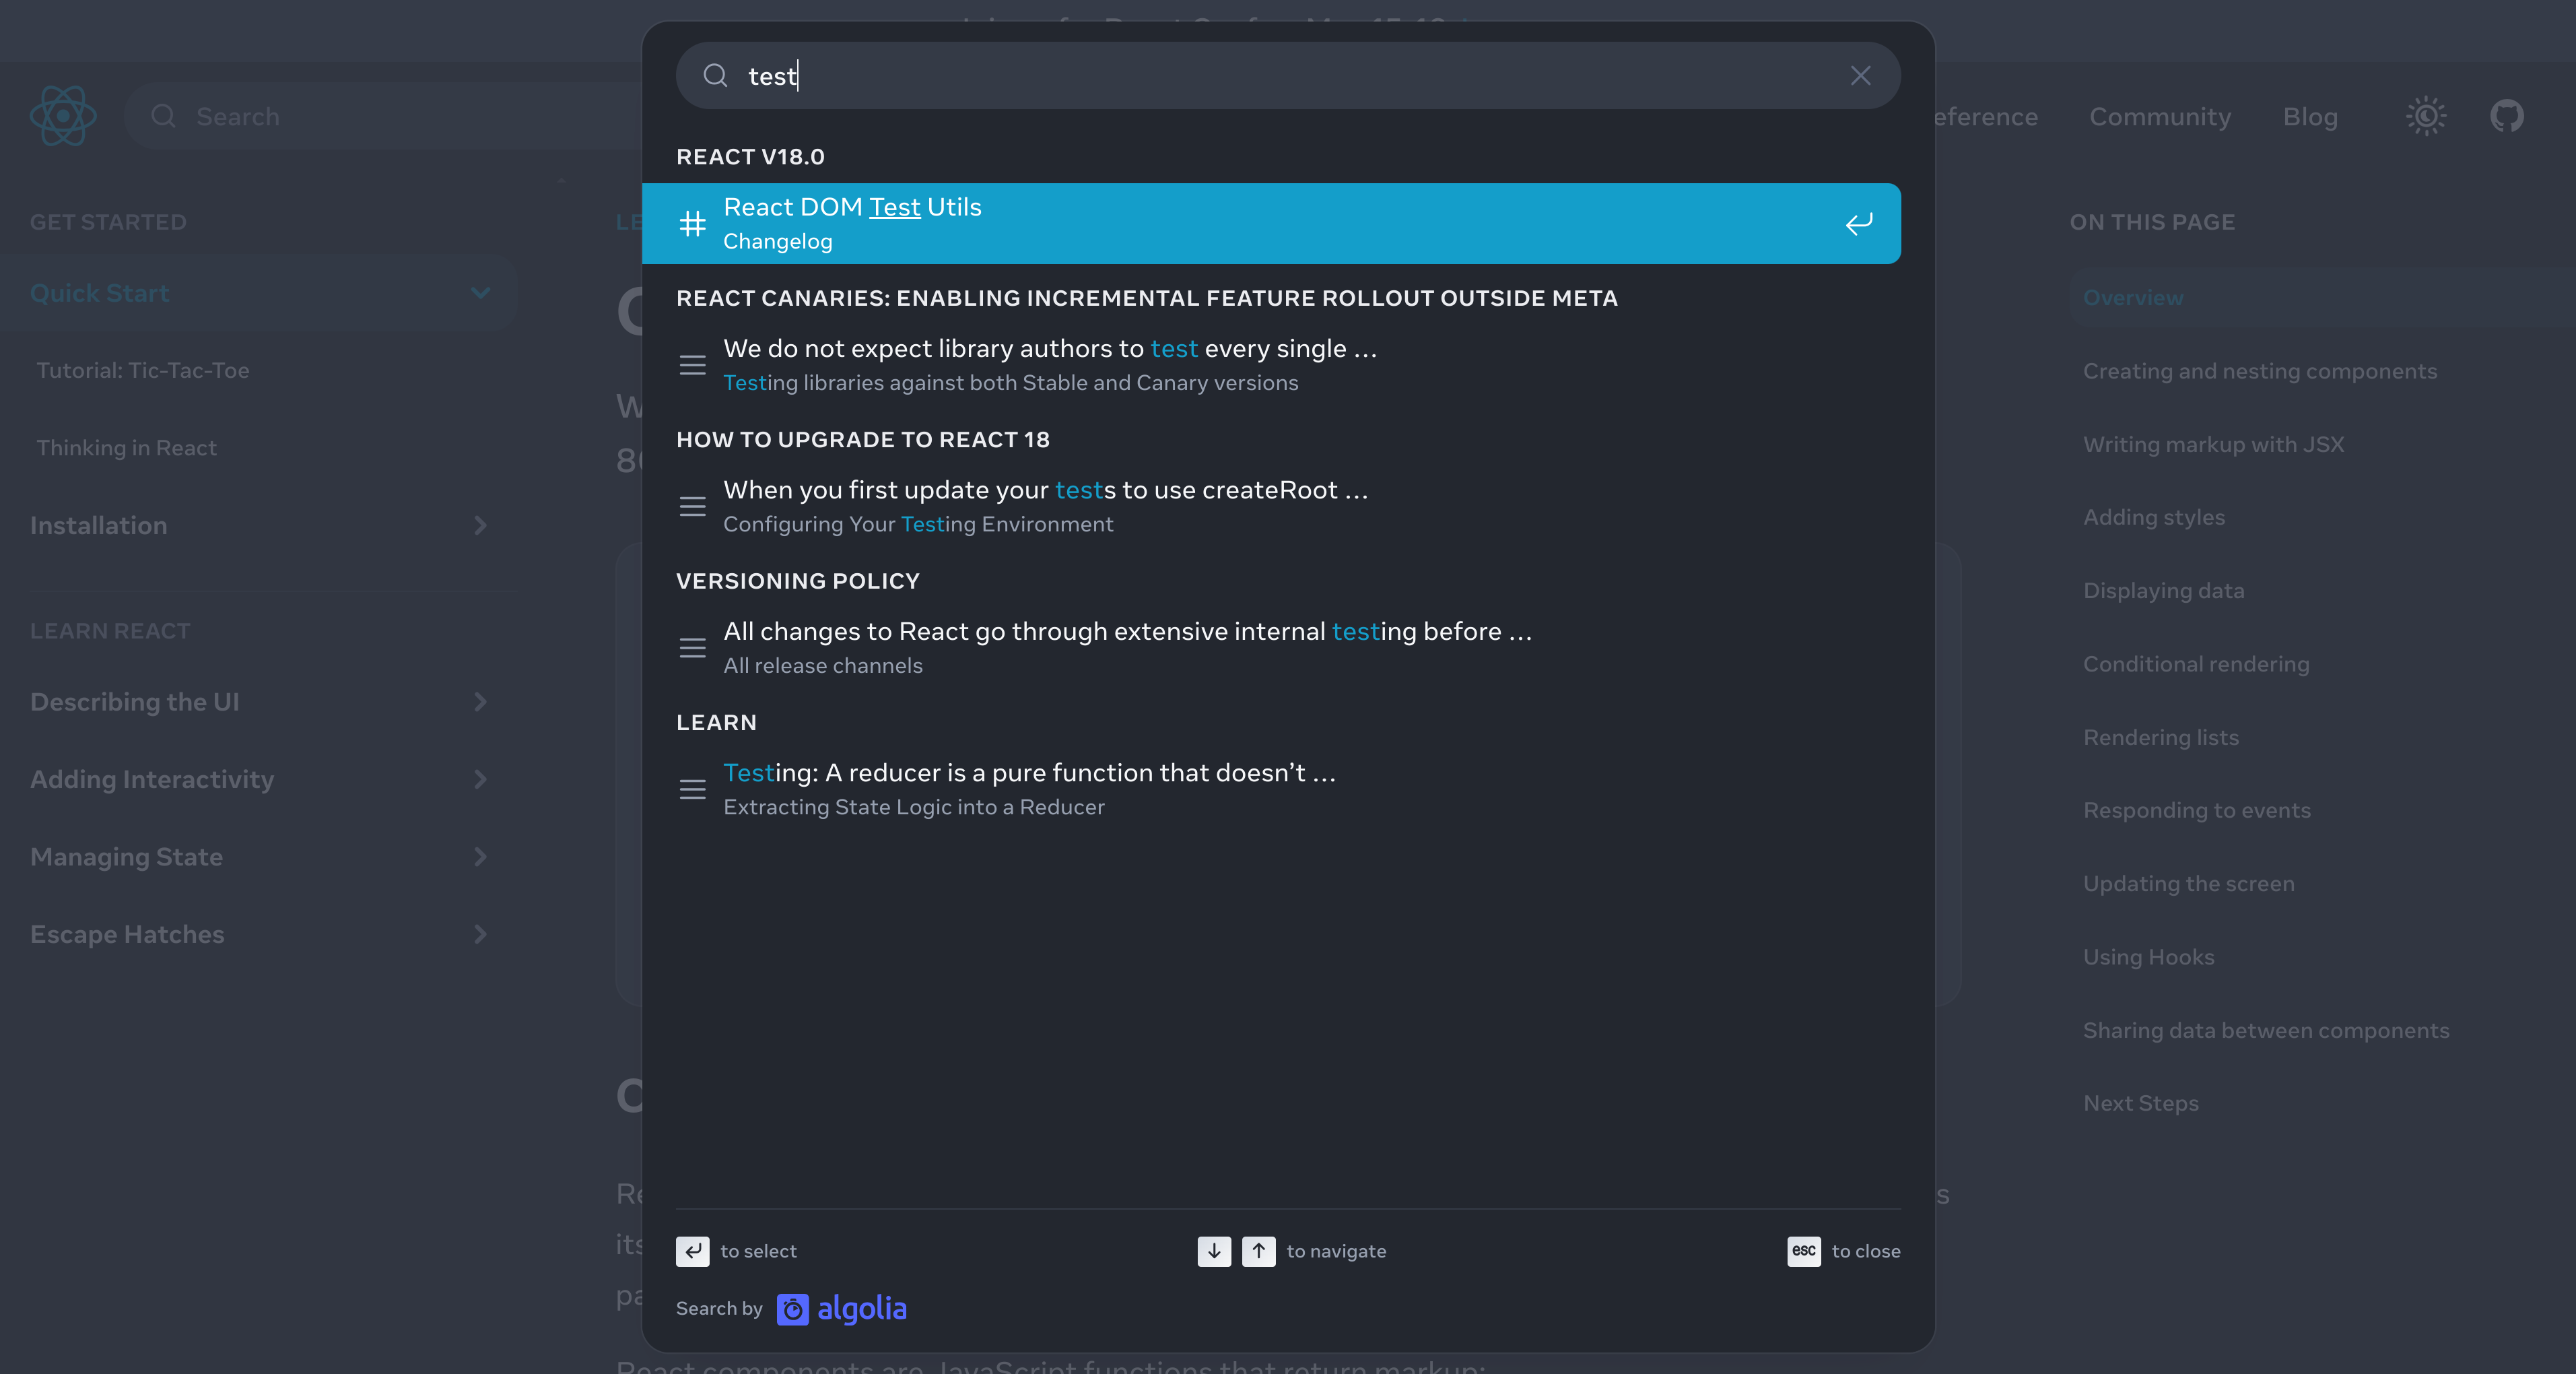 test
REACT V18.0
React DOM Test Utils
Changelog
REACT CANARIES: ENABLING INCREMENTAL FEATURE ROLLOUT OUTSIDE META
We do not expect library authors to test every single …
Testing libraries against both Stable and Canary versions
HOW TO UPGRADE TO REACT 18
When you first update your tests to use createRoot …
Configuring Your Testing Environment
VERSIONING POLICY
All changes to React go through extensive internal testing before …
All release channels
LEARN
Testing: A reducer is a pure function that doesn’t …
Extracting State Logic into a Reducer
to select
to navigate
esc to close
Search by algolia
Search
Community
Blog
GET STARTED
Quick Start
Tutorial: Tic-Tac-Toe
Thinking in React
Installation
LEARN REACT
Describing the UI
Adding Interactivity
Managing State
Escape Hatches
ON THIS PAGE
Overview
Creating and nesting components
Writing markup with JSX
Adding styles
Displaying data
Conditional rendering
Rendering lists
Responding to events
Updating the screen
Using Hooks
Sharing data between components
Next Steps
React components are JavaScript functions that return markup: